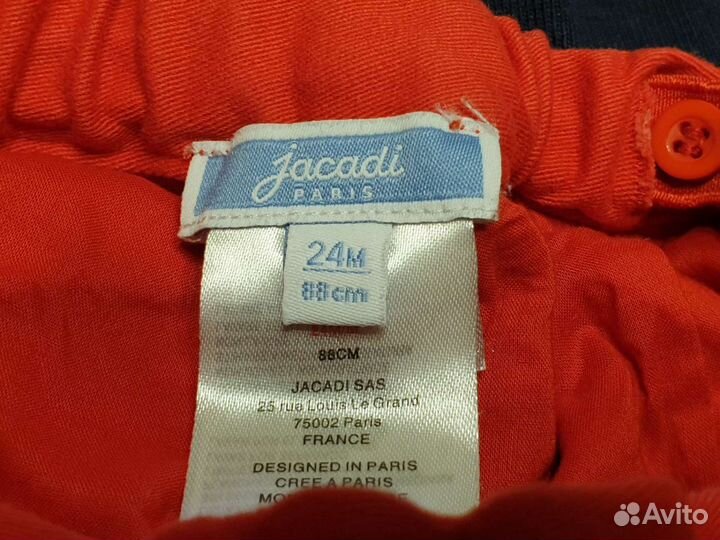 jacadi
PARIS
24M
88cm
88CM
JACADI SAS
25 rue Louis Le Grand
75002 Paris
FRANCE
DESIGNED IN PARIS
CREE A PARIS
Avito